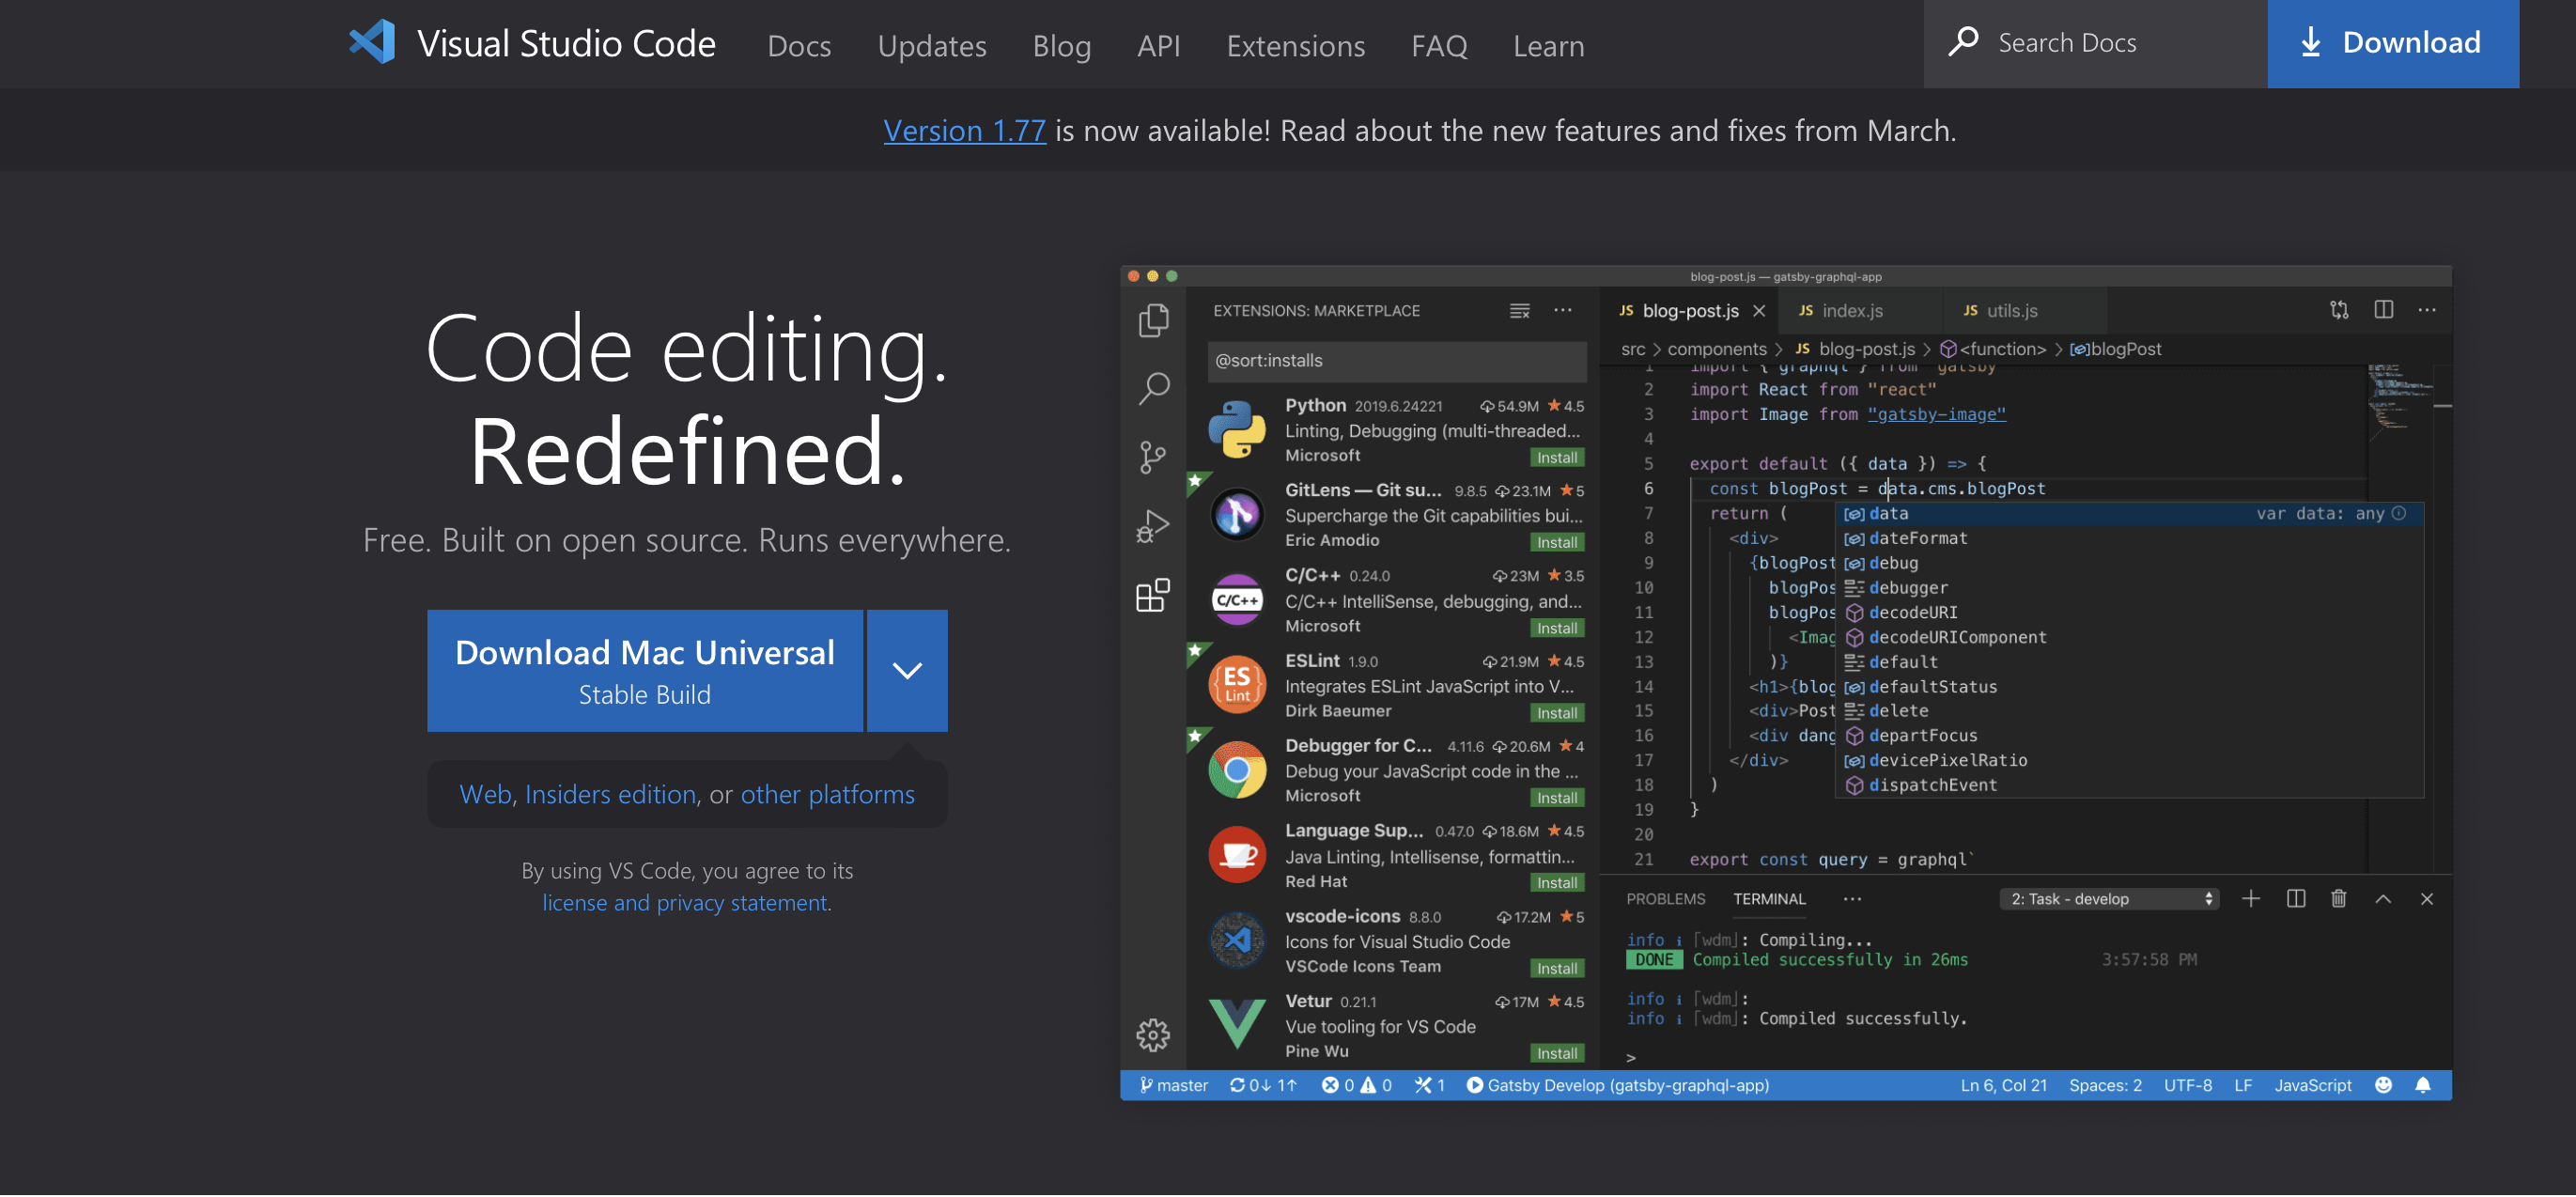 Visual Studio Code Docs Updates Blog API Extensions FAQ Learn Search Docs Download
Version 1.77 is now available! Read about the new features and fixes from March.
Code editing.
Redefined.
Free. Built on open source. Runs everywhere.
Download Mac Universal
Stable Build
Web, Insiders edition, or other platforms
By using VS Code, you agree to its
license and privacy statement.
blog-post.js — gatsby-graphql-app
EXTENSIONS: MARKETPLACE
@sort:installs
Python 2019.6.24221 54.9M 4.5
Linting, Debugging (multi-threaded...
Microsoft Install
GitLens — Git su... 9.8.5 23.1M 5
Supercharge the Git capabilities bui...
Eric Amodio Install
C/C++
C/C++ 0.24.0 23M 3.5
C/C++ IntelliSense, debugging, and...
Microsoft Install
ES
Lint
ESLint 1.9.0 21.9M 4.5
Integrates ESLint JavaScript into V...
Dirk Baeumer Install
Debugger for C... 4.11.6 20.6M 4
Debug your JavaScript code in the ...
Microsoft Install
Language Sup... 0.47.0 18.6M 4.5
Java Linting, Intellisense, formattin...
Red Hat Install
vscode-icons 8.8.0 17.2M 5
Icons for Visual Studio Code
VSCode Icons Team Install
Vetur 0.21.1 17M 4.5
Vue tooling for VS Code
Pine Wu Install
JS blog-post.js JS index.js JS utils.js
src > components > JS blog-post.js > <function> > blogPost
1 import { graphql } from "gatsby"
2 import React from "react"
3 import Image from "gatsby-image"
4
5 export default ({ data }) => {
6 const blogPost = data.cms.blogPost
7 return (
8 <div>
9 {blogPost
10 blogPos
11 blogPos
12 <Imag
13 )}
14 <h1>{blog
15 <div>Post
16 <div dang
17 </div>
18 )
19 }
20
21 export const query = graphql`
data var data: any
dateFormat
debug
debugger
decodeURI
decodeURIComponent
default
defaultStatus
delete
departFocus
devicePixelRatio
dispatchEvent
PROBLEMS TERMINAL ... 2: Task - develop
info i ｢wdm｣: Compiling...
DONE Compiled successfully in 26ms 3:57:58 PM
info i ｢wdm｣:
info i ｢wdm｣: Compiled successfully.
>
master 0↓ 1↑ 0 0 1 Gatsby Develop (gatsby-graphql-app) Ln 6, Col 21 Spaces: 2 UTF-8 LF JavaScript